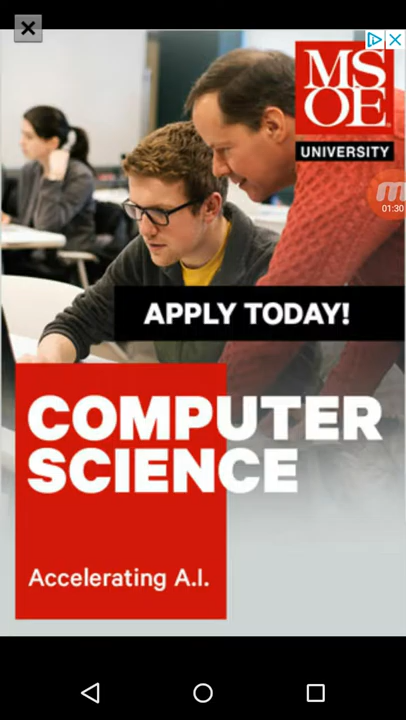 MS
OE
UNIVERSITY
01:30
APPLY TODAY!
COMPUTER
SCIENCE
Accelerating A.I.